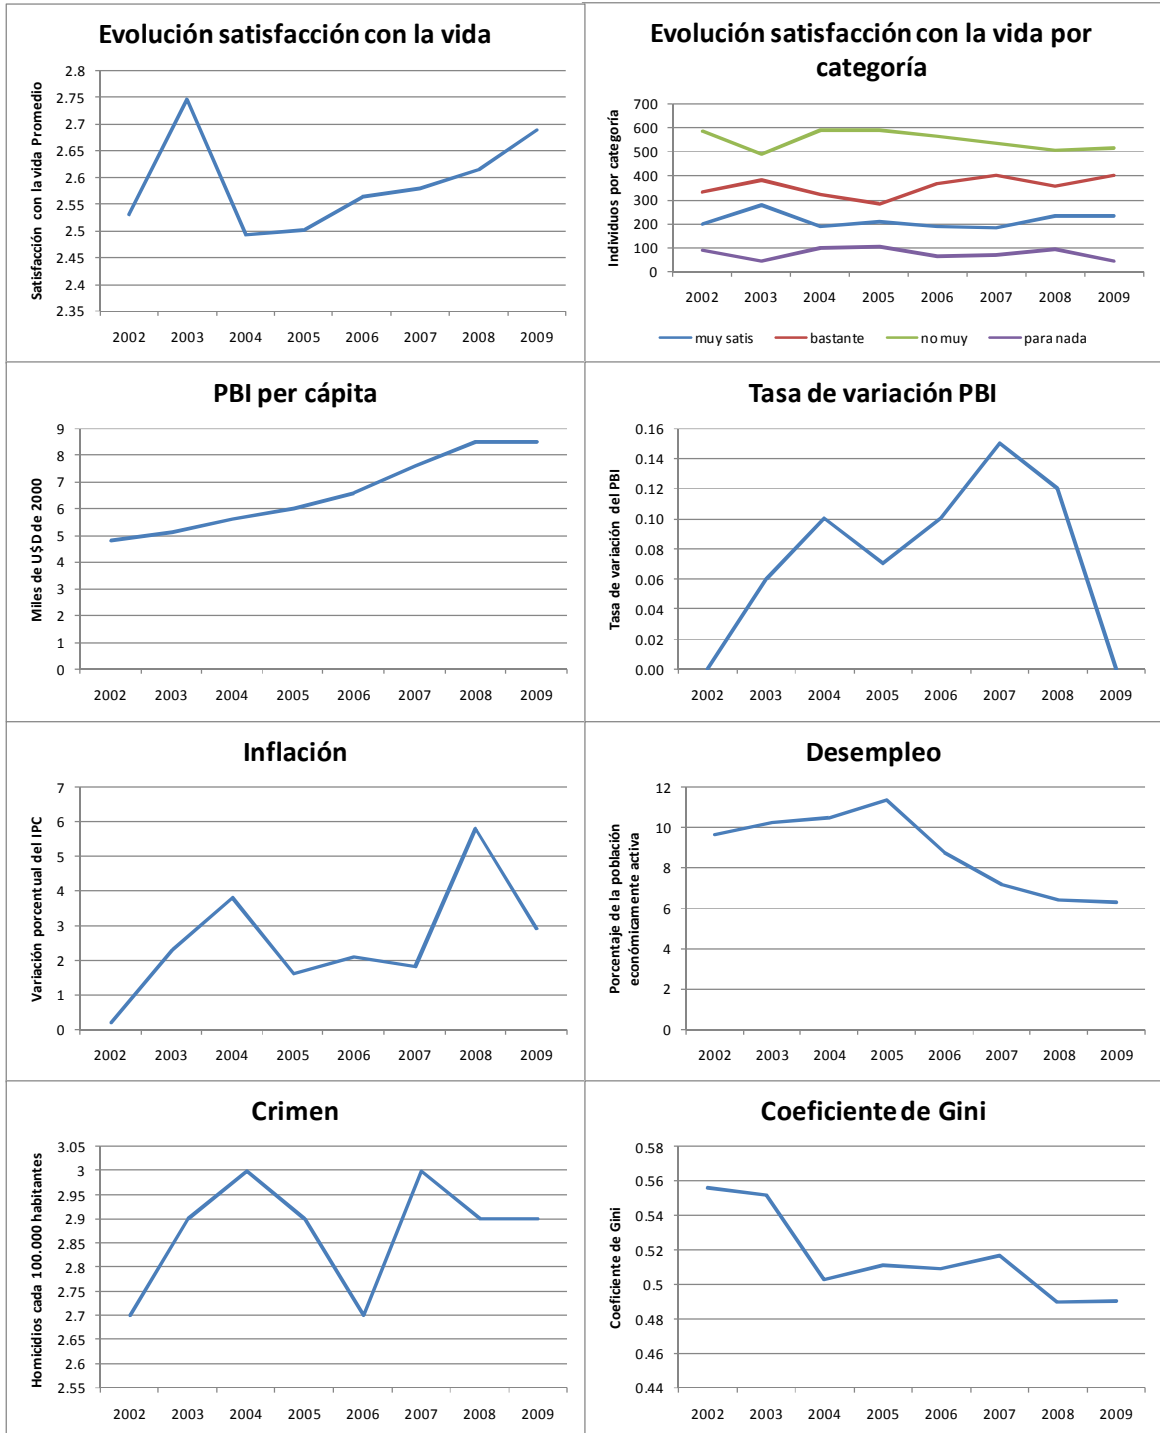 Evolución satisfacción con la vida
Satisfacción con la vida Promedio
2.8
2.75
2.7
2.65
2.6
2.55
2.5
2.45
2.4
2.35
2002 2003 2004 2005 2006 2007 2008 2009
Evolución satisfacción con la vida por
categoría
Individuos por categoría
700
600
500
400
300
200
100
0
2002 2003 2004 2005 2006 2007 2008 2009
muy satis bastante no muy para nada
PBI per cápita
Miles de U$D de 2000
9
8
7
6
5
4
3
2
1
0
2002 2003 2004 2005 2006 2007 2008 2009
Tasa de variación PBI
Tasa de variación del PBI
0.16
0.14
0.12
0.10
0.08
0.06
0.04
0.02
0.00
2002 2003 2004 2005 2006 2007 2008 2009
Inflación
Variación porcentual del IPC
7
6
5
4
3
2
1
0
2002 2003 2004 2005 2006 2007 2008 2009
Desempleo
Porcentaje de la población
económicamente activa
12
10
8
6
4
2
0
2002 2003 2004 2005 2006 2007 2008 2009
Crimen
Homicidios cada 100.000 habitantes
3.05
3
2.95
2.9
2.85
2.8
2.75
2.7
2.65
2.6
2.55
2002 2003 2004 2005 2006 2007 2008 2009
Coeficiente de Gini
Coeficiente de Gini
0.58
0.56
0.54
0.52
0.5
0.48
0.46
0.44
2002 2003 2004 2005 2006 2007 2008 2009